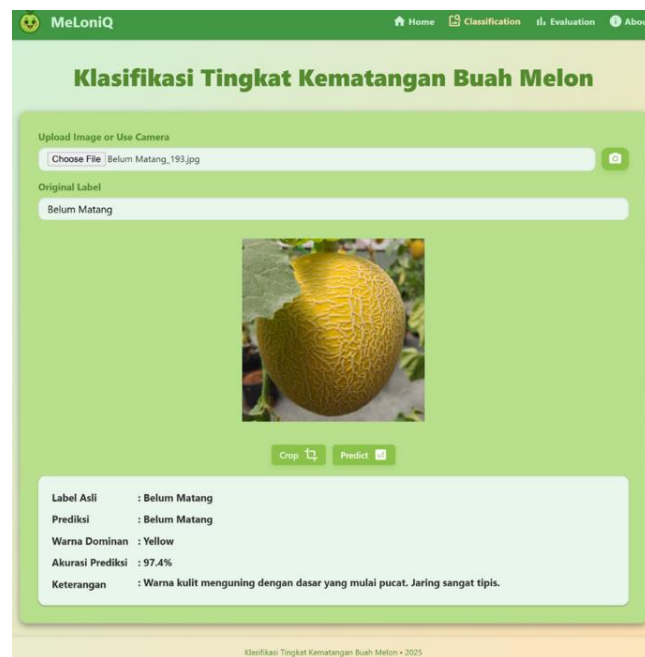 MeLoniQ Home Classification Evaluation Abou
Klasifikasi Tingkat Kematangan Buah Melon
Upload Image or Use Camera
Choose File Belum Matang_193.jpg
Original Label
Belum Matang
Crop Predict
Label Asli : Belum Matang
Prediksi : Belum Matang
Warna Dominan : Yellow
Akurasi Prediksi : 97.4%
Keterangan : Warna kulit menguning dengan dasar yang mulai pucat. Jaring sangat tipis.
Klasifikasi Tingkat Kematangan Buah Melon • 2025